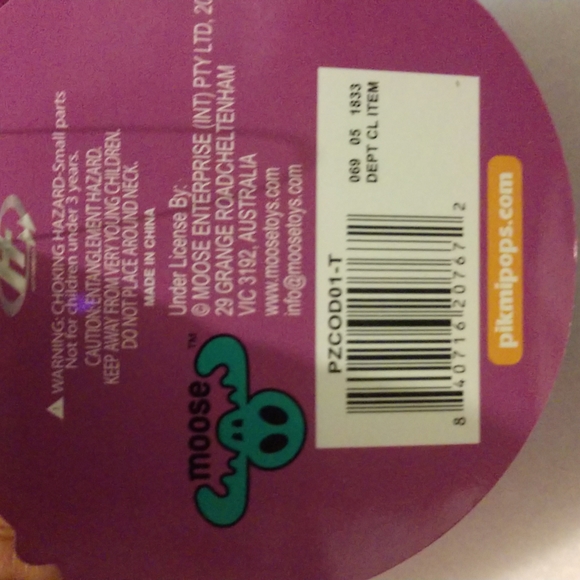 ⚠ WARNING: CHOKING HAZARD-Small parts
Not for children under 3 years.
CAUTION: ENTANGLEMENT HAZARD.
KEEP AWAY FROM VERY YOUNG CHILDREN.
DO NOT PLACE AROUND NECK.
MADE IN CHINA
Under License By:
© MOOSE ENTERPRISE (INT) PTY LTD, 20
29 GRANGE ROADCHELTENHAM
VIC 3192, AUSTRALIA
www.moosetoys.com
info@moosetoys.com
moose™
069 05 1833
DEPT CL ITEM
PZCOD01-T
8 40716 20767 2
pikmipops.com